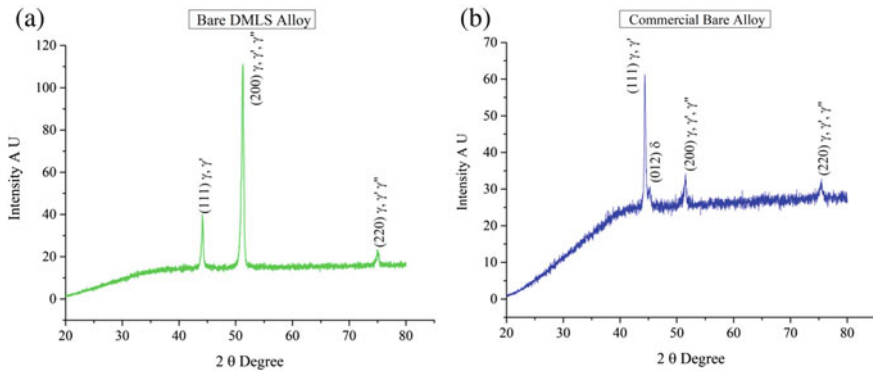 (a)
Bare DMLS Alloy
120
100
80
60
40
20
0
Intensity A U
(111) γ, γ'
(200) γ, γ', γ"
(220) γ, γ' γ"
20
30
40
50
60
70
80
2 θ Degree
(b)
Commercial Bare Alloy
70
60
50
40
30
20
10
0
Intensity A U
(111) γ, γ'
(012) δ
(200) γ, γ', γ"
(220) γ, γ', γ"
20
30
40
50
60
70
80
2 θ Degree